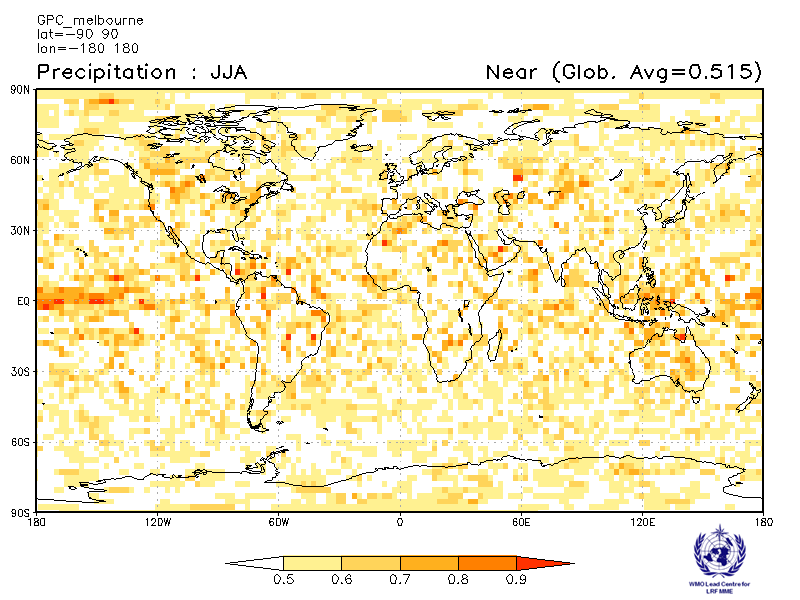 GPC_melbourne
lat=-90 90
lon=-180 180
Precipitation : JJA
Near (Glob. Avg=0.515)
90N
60N
30N
EQ
30S
60S
90S
180 120W 60W 0 60E 120E 180
0.5 0.6 0.7 0.8 0.9
WMO Lead Centre for
LRF MME